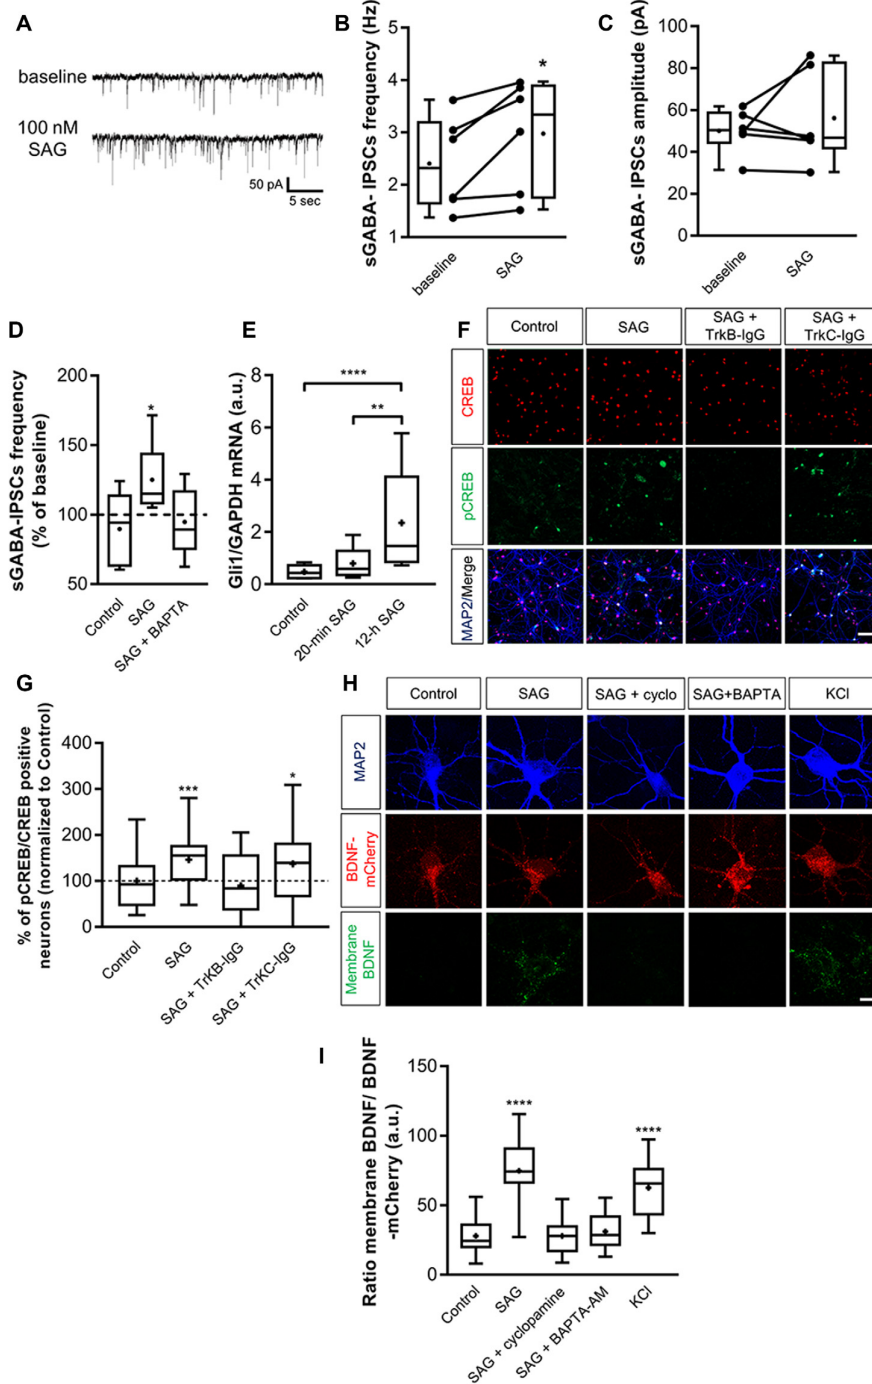 A
baseline
100 nM
SAG
50 pA
5 sec
B
sGABA- IPSCs frequency (Hz)
5
4
3
2
1
*
baseline
SAG
C
sGABA- IPSCs amplitude (pA)
100
80
60
40
20
0
baseline
SAG
D
sGABA-IPSCs frequency
(% of baseline)
200
150
100
50
*
Control
SAG
SAG + BAPTA
E
Gli1/GAPDH mRNA (a.u.)
8
6
4
2
0
****
**
Control
20-min SAG
12-h SAG
F
Control
SAG
SAG +
TrkB-IgG
SAG +
TrkC-IgG
CREB
pCREB
MAP2/Merge
G
% of pCREB/CREB positive
neurons (normalized to Control)
400
300
200
100
0
***
*
Control
SAG
SAG + TrKB-IgG
SAG + TrKC-IgG
H
Control
SAG
SAG + cyclo
SAG+BAPTA
KCl
MAP2
BDNF-
mCherry
Membrane
BDNF
I
Ratio membrane BDNF/ BDNF
-mCherry (a.u.)
150
100
50
0
****
****
Control
SAG
SAG + cyclopamine
SAG + BAPTA-AM
KCl